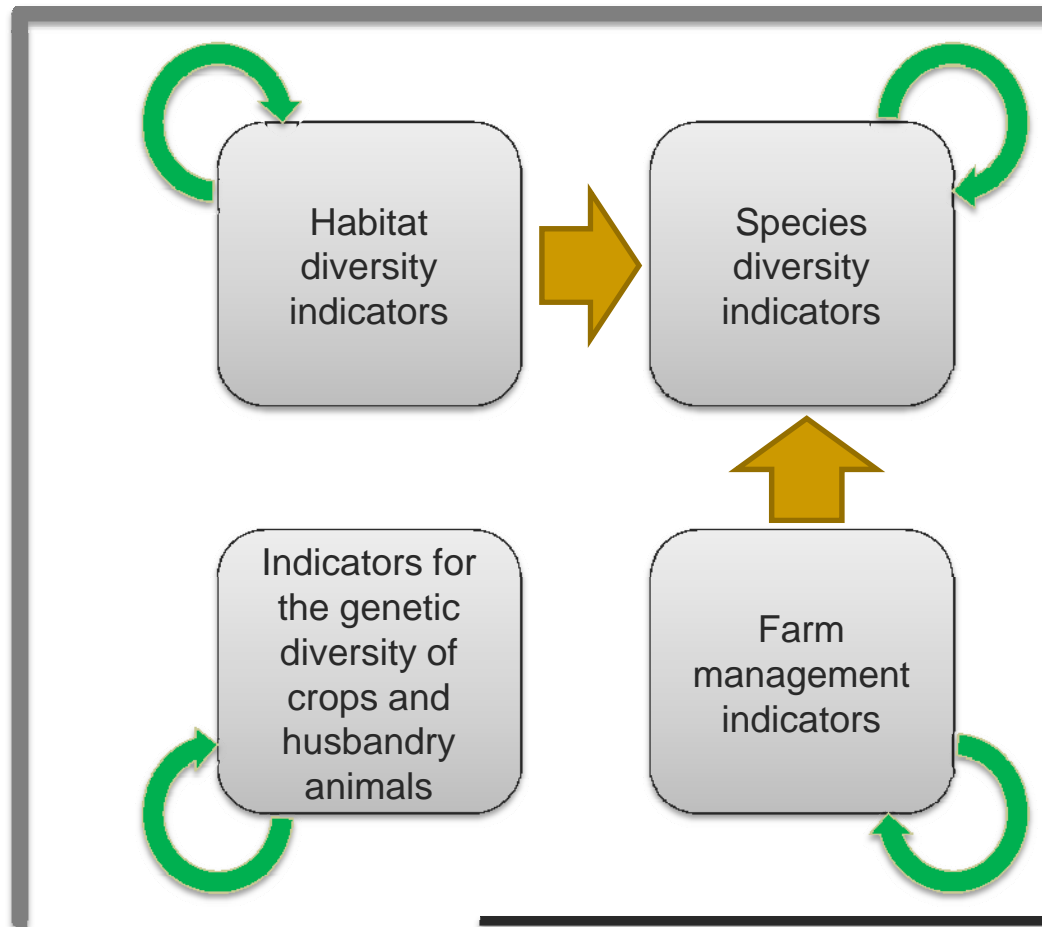 Habitat
diversity
indicators
Species
diversity
indicators
Indicators for
the genetic
diversity of
crops and
husbandry
animals
Farm
management
indicators